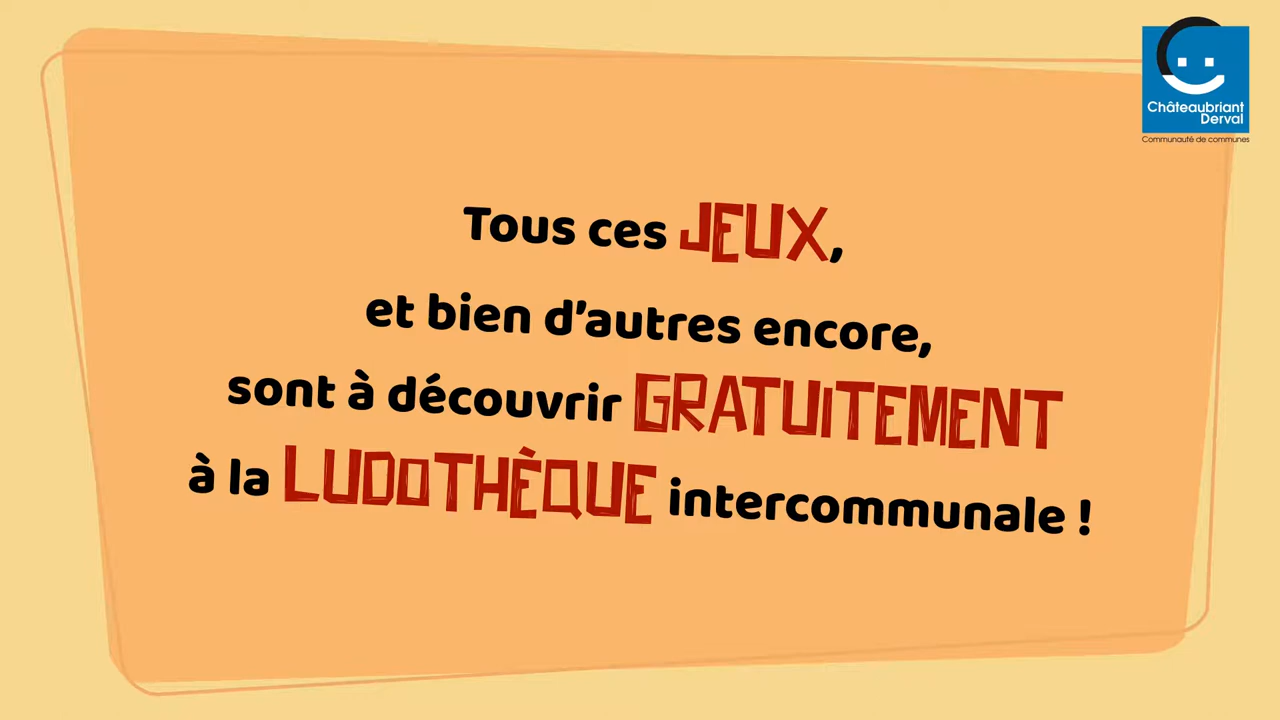 Châteaubriant
Derval
Communauté de communes
Tous ces JEUX,
et bien d’autres encore,
sont à découvrir GRATUITEMENT
à la LUDOTHÈQUE intercommunale !